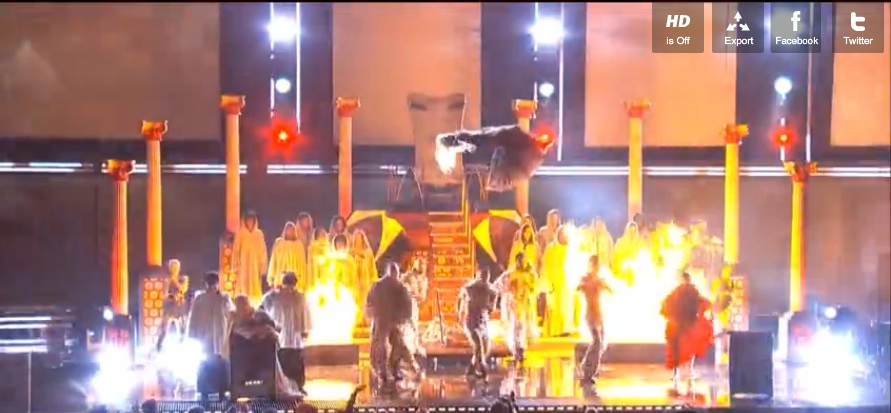 HD
is Off
Export
Facebook
Twitter